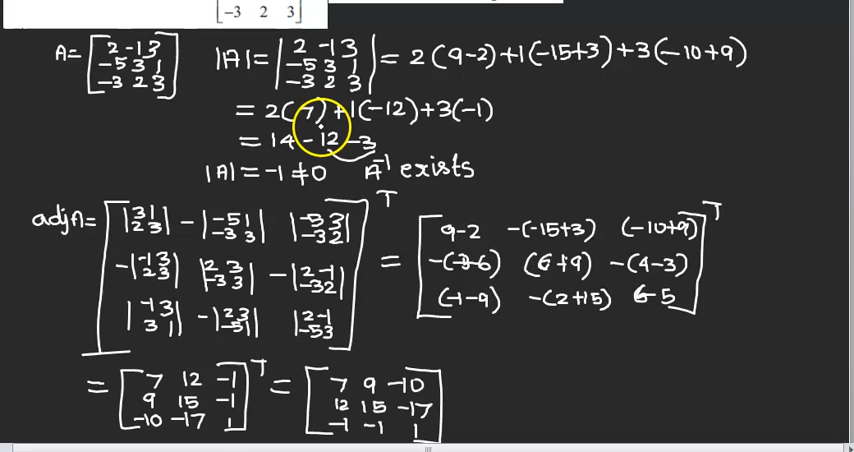 [-3 2 3]
A= [2 -1 3 |A|= |2 -1 3| = 2(9-2)+1(-15+3)+3(-10+9)
-5 3 1 |-5 3 1|
-3 2 3] |-3 2 3|
= 2(7)+1(-12)+3(-1)
= 14-12-3
|A|=-1≠0 A⁻¹ exists
adjA= [|3 1| -|-5 1| |-5 3| ]ᵀ = [9-2 -(-15+3) (-10+9)]ᵀ
|2 3| |-3 3| |-3 2|
-|-1 3| |2 3| -|2 -1| -(-3-6) (6+9) -(4-3)
|2 3| |-3 3| |-3 2|
|-1 3| -|2 3| |2 -1| (-1-9) -(2+15) 6-5
|3 1| |-5 1| |-5 3|
= [7 12 -1]ᵀ = [7 9 -10]
9 15 -1 12 15 -17
-10 -17 1 -1 -1 1